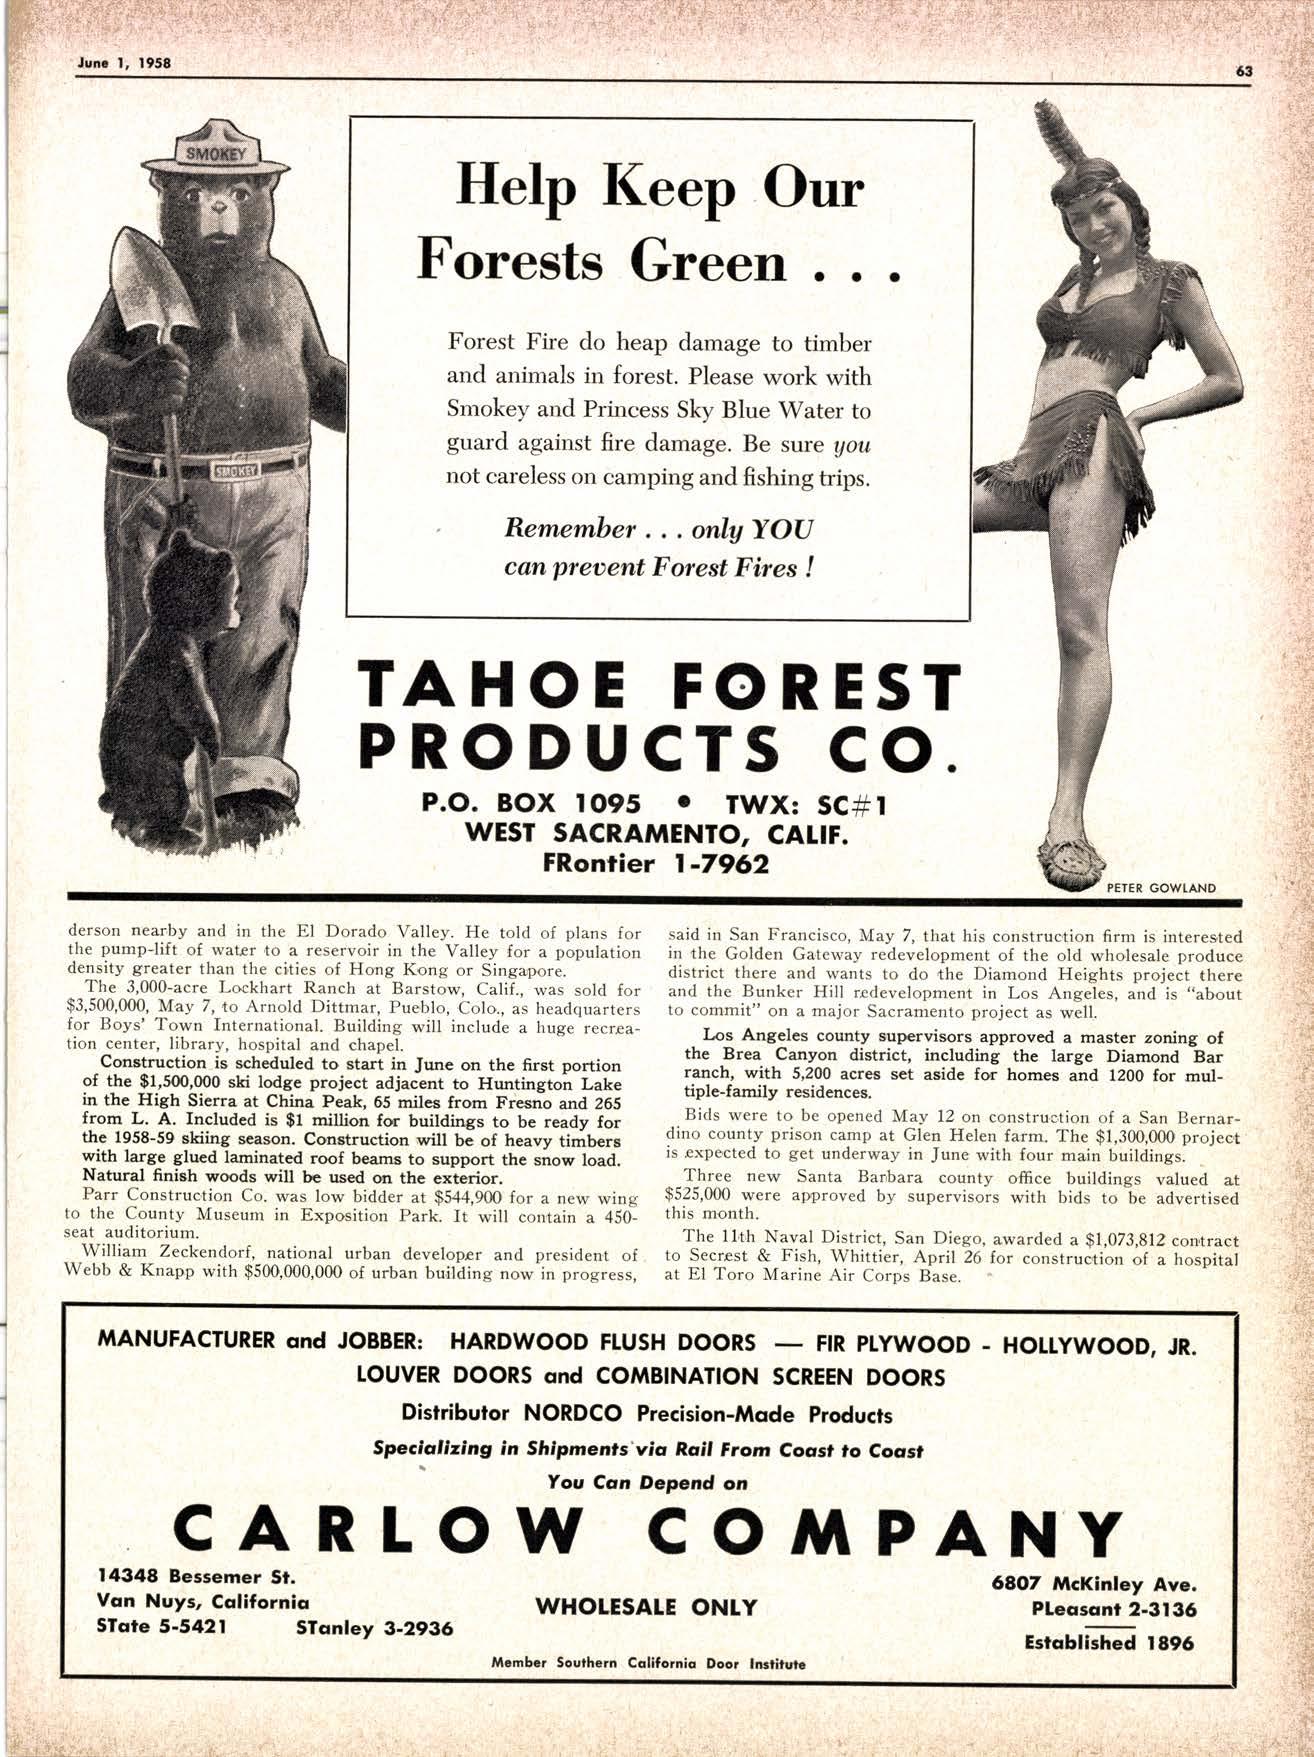 June 1, 1958
63
SMOKEY
Help Keep Our
Forests Green . . .
Forest Fire do heap damage to timber
and animals in forest. Please work with
Smokey and Princess Sky Blue Water to
guard against fire damage. Be sure you
not careless on camping and fishing trips.
Remember . . . only YOU
can prevent Forest Fires !
SMOKEY
TAHOE FOREST
PRODUCTS CO.
P.O. BOX 1095 • TWX: SC#1
WEST SACRAMENTO, CALIF.
FRontier 1-7962
PETER GOWLAND
derson nearby and in the El Dorado Valley. He told of plans for
the pump-lift of water to a reservoir in the Valley for a population
density greater than the cities of Hong Kong or Singapore.
The 3,000-acre Lockhart Ranch at Barstow, Calif., was sold for
$3,500,000, May 7, to Arnold Dittmar, Pueblo, Colo., as headquarters
for Boys' Town International. Building will include a huge recrea-
tion center, library, hospital and chapel.
Construction is scheduled to start in June on the first portion
of the $1,500,000 ski lodge project adjacent to Huntington Lake
in the High Sierra at China Peak, 65 miles from Fresno and 265
from L. A. Included is $1 million for buildings to be ready for
the 1958-59 skiing season. Construction will be of heavy timbers
with large glued laminated roof beams to support the snow load.
Natural finish woods will be used on the exterior.
Parr Construction Co. was low bidder at $544,900 for a new wing
to the County Museum in Exposition Park. It will contain a 450-
seat auditorium.
William Zeckendorf, national urban developer and president of
Webb & Knapp with $500,000,000 of urban building now in progress,
said in San Francisco, May 7, that his construction firm is interested
in the Golden Gateway redevelopment of the old wholesale produce
district there and wants to do the Diamond Heights project there
and the Bunker Hill redevelopment in Los Angeles, and is "about
to commit" on a major Sacramento project as well.
Los Angeles county supervisors approved a master zoning of
the Brea Canyon district, including the large Diamond Bar
ranch, with 5,200 acres set aside for homes and 1200 for mul-
tiple-family residences.
Bids were to be opened May 12 on construction of a San Bernar-
dino county prison camp at Glen Helen farm. The $1,300,000 project
is expected to get underway in June with four main buildings.
Three new Santa Barbara county office buildings valued at
$525,000 were approved by supervisors with bids to be advertised
this month.
The 11th Naval District, San Diego, awarded a $1,073,812 contract
to Secrest & Fish, Whittier, April 26 for construction of a hospital
at El Toro Marine Air Corps Base.
MANUFACTURER and JOBBER: HARDWOOD FLUSH DOORS — FIR PLYWOOD - HOLLYWOOD, JR.
LOUVER DOORS and COMBINATION SCREEN DOORS
Distributor NORDCO Precision-Made Products
Specializing in Shipments via Rail From Coast to Coast
You Can Depend on
CARLOW COMPANY
14348 Bessemer St.
Van Nuys, California
STate 5-5421 STanley 3-2936
WHOLESALE ONLY
6807 McKinley Ave.
PLeasant 2-3136
Established 1896
Member Southern California Door Institute